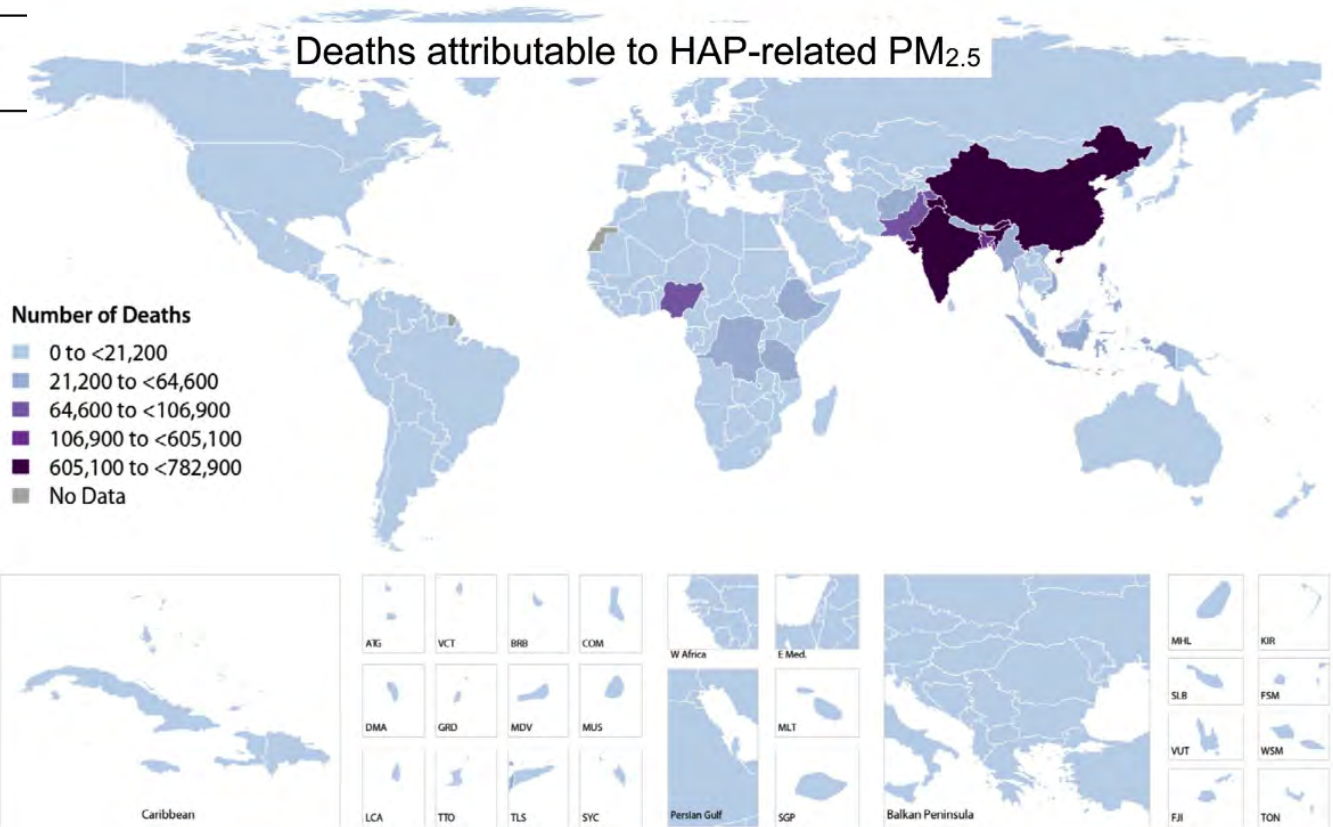 Deaths attributable to HAP-related PM2.5
Number of Deaths
0 to <21,200
21,200 to <64,600
64,600 to <106,900
106,900 to <605,100
605,100 to <782,900
No Data
Caribbean
ATG
VCT
BRB
COM
DMA
GRD
MDV
MUS
LCA
TTO
TLS
SYC
W Africa
E Med.
Persian Gulf
MLT
SGP
Balkan Peninsula
MHL
KIR
SLB
FSM
VUT
WSM
FJI
TON